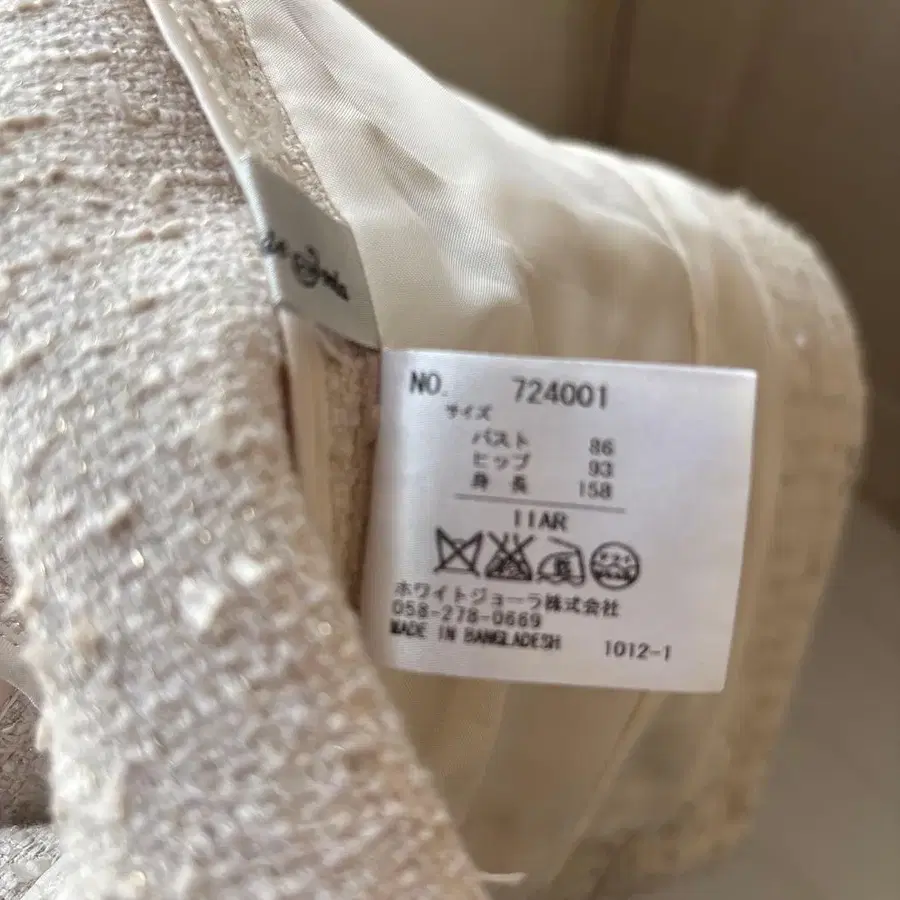 NO. 724001
サイズ
バスト 86
ヒップ 93
身長 158
11AR
ホワイトジョーラ株式会社
058-278-0669
MADE IN BANGLADESH 1012-1